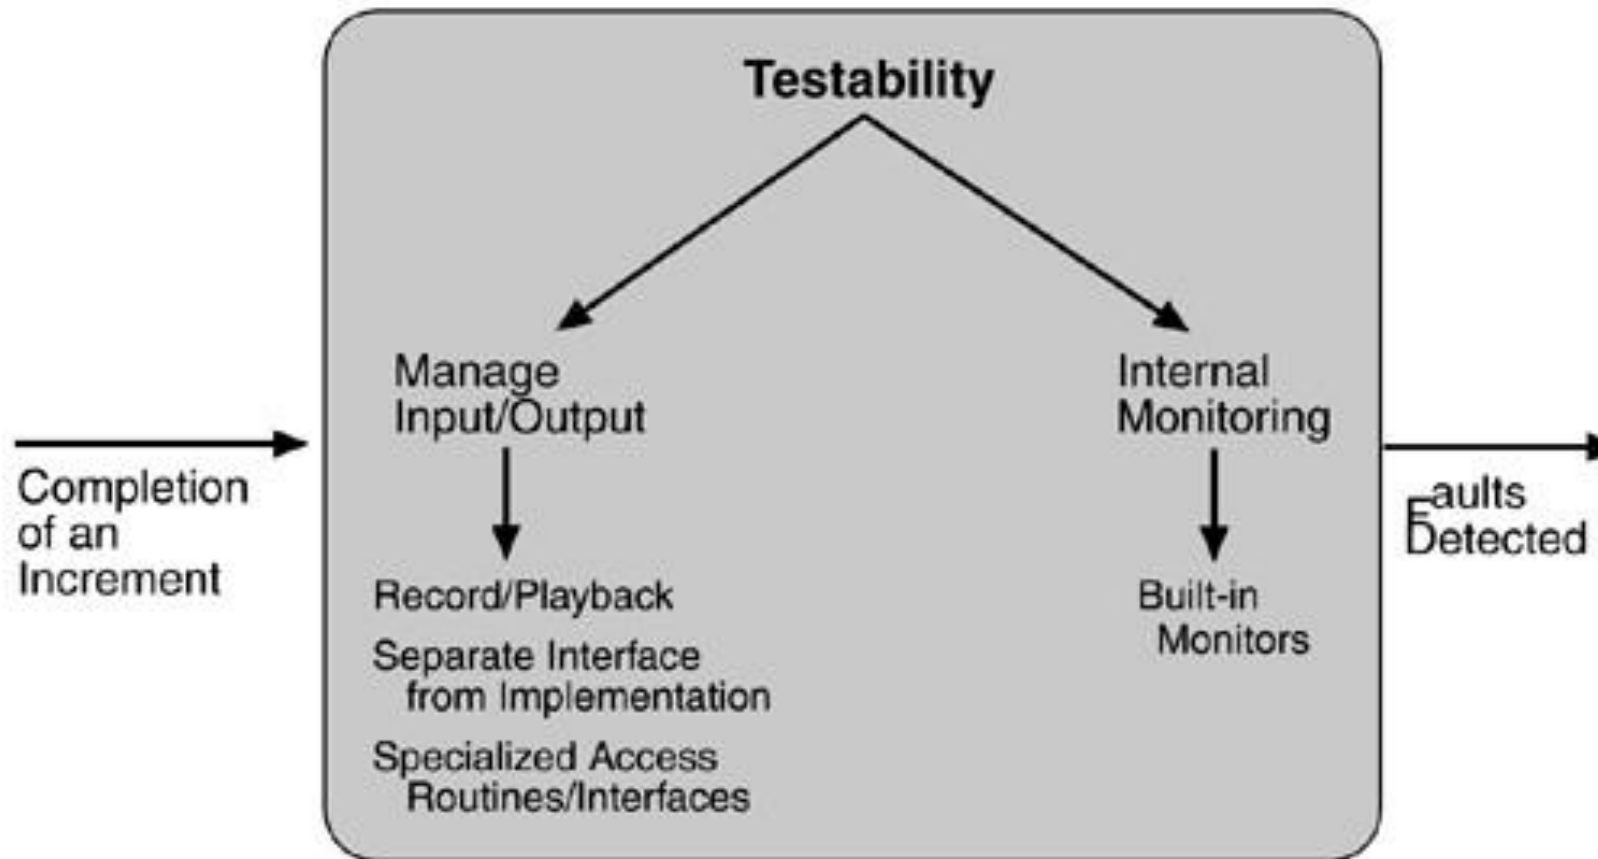 Testability
Manage
Input/Output
Internal
Monitoring
Completion
of an
Increment
Faults
Detected
Record/Playback
Separate Interface
from Implementation
Specialized Access
Routines/Interfaces
Built-in
Monitors